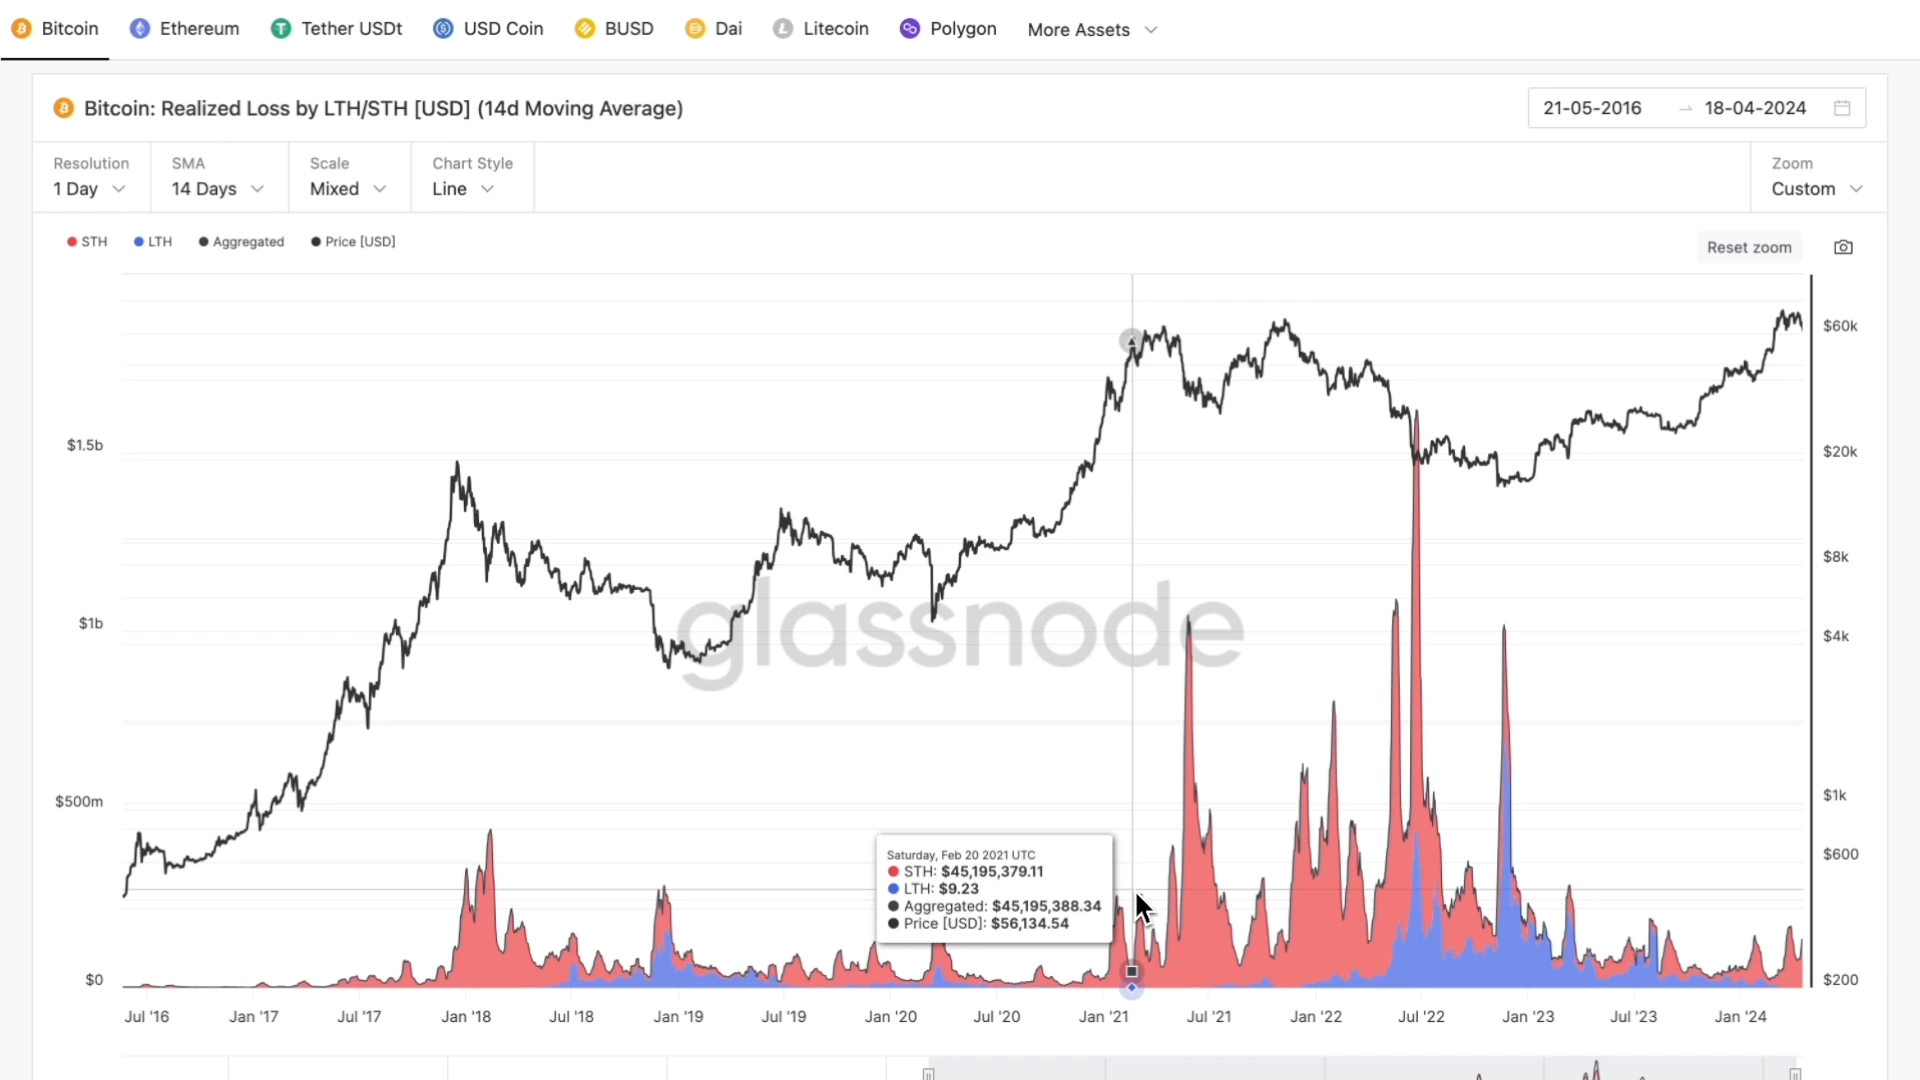 Bitcoin Ethereum Tether USDt USD Coin BUSD Dai Litecoin Polygon More Assets
Bitcoin: Realized Loss by LTH/STH [USD] (14d Moving Average)
21-05-2016 → 18-04-2024
Resolution SMA Scale Chart Style Zoom
1 Day 14 Days Mixed Line Custom
STH LTH Aggregated Price [USD]
Reset zoom
$60k
$1.5b
$20k
$8k
glassnode
$1b
$4k
$500m
$1k
Saturday, Feb 20 2021 UTC
STH: $45,195,379.11
LTH: $9.23
Aggregated: $45,195,388.34
Price [USD]: $56,134.54
$600
$0
$200
Jul '16 Jan '17 Jul '17 Jan '18 Jul '18 Jan '19 Jul '19 Jan '20 Jul '20 Jan '21 Jul '21 Jan '22 Jul '22 Jan '23 Jul '23 Jan '24